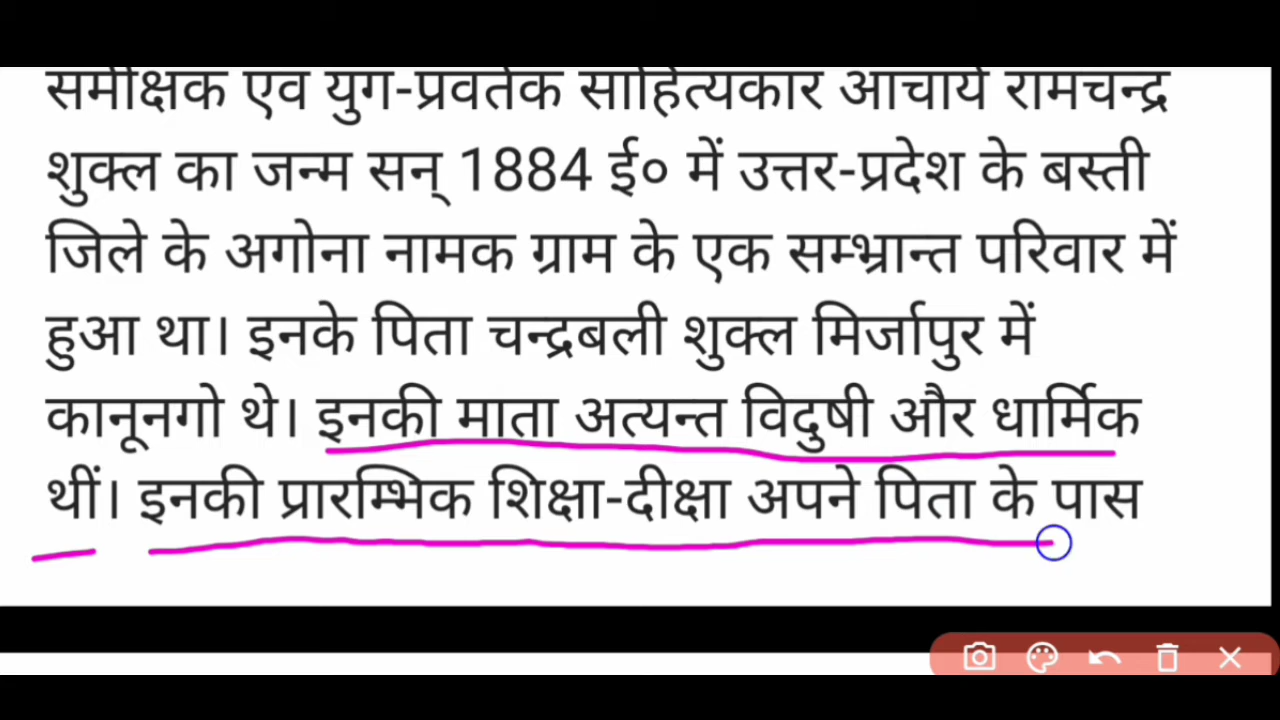 समीक्षक एवं युग-प्रवर्तक साहित्यकार आचार्य रामचन्द्र
शुक्ल का जन्म सन् 1884 ई० में उत्तर-प्रदेश के बस्ती
जिले के अगोना नामक ग्राम के एक सम्भ्रान्त परिवार में
हुआ था। इनके पिता चन्द्रबली शुक्ल मिर्जापुर में
कानूनगो थे। इनकी माता अत्यन्त विदुषी और धार्मिक
थीं। इनकी प्रारम्भिक शिक्षा-दीक्षा अपने पिता के पास